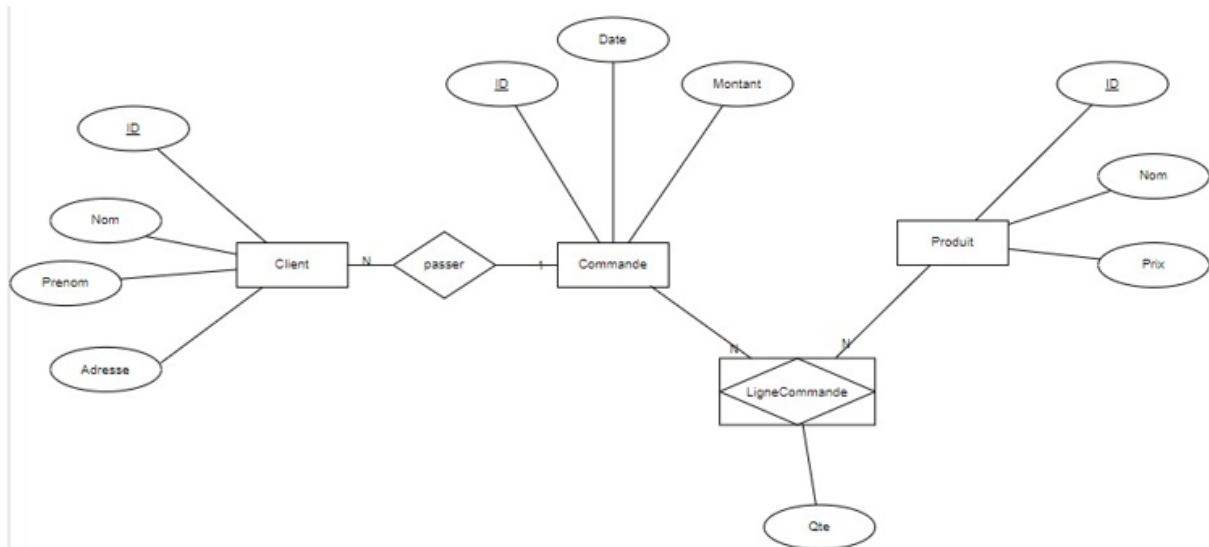 Date
ID
Montant
ID
ID
Nom
Nom
Produit
Prenom
Client
N
passer
1
Commande
Prix
Adresse
N
N
LigneCommande
Qte